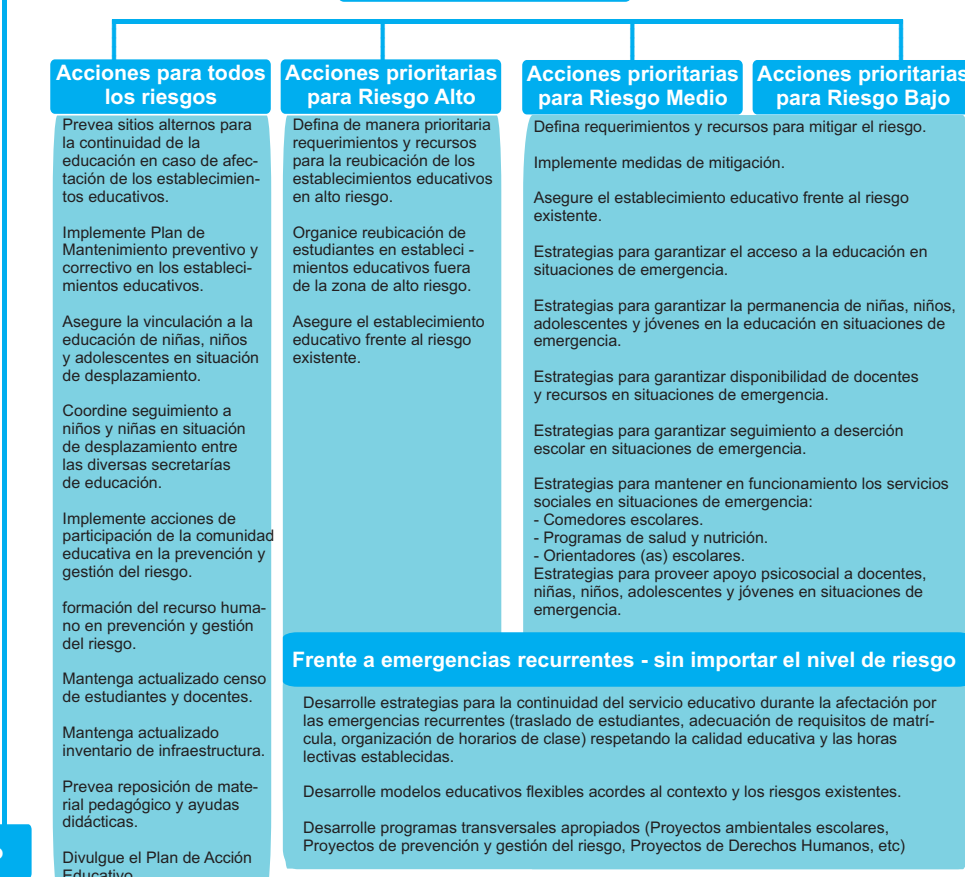 Acciones para todos
los riesgos
Prevea sitios alternos para
la continuidad de la
educación en caso de afec-
tación de los establecimien-
tos educativos.
Implemente Plan de
Mantenimiento preventivo y
correctivo en los estableci-
mientos educativos.
Asegure la vinculación a la
educación de niñas, niños
y adolescentes en situación
de desplazamiento.
Coordine seguimiento a
niños y niñas en situación
de desplazamiento entre
las diversas secretarías
de educación.
Implemente acciones de
participación de la comunidad
educativa en la prevención y
gestión del riesgo.
formación del recurso huma-
no en prevención y gestión
del riesgo.
Mantenga actualizado censo
de estudiantes y docentes.
Mantenga actualizado
inventario de infraestructura.
Prevea reposición de mate-
rial pedagógico y ayudas
didácticas.
Divulgue el Plan de Acción
Educativo
Acciones prioritarias
para Riesgo Alto
Defina de manera prioritaria
requerimientos y recursos
para la reubicación de los
establecimientos educativos
en alto riesgo.
Organice reubicación de
estudiantes en estableci -
mientos educativos fuera
de la zona de alto riesgo.
Asegure el establecimiento
educativo frente al riesgo
existente.
Acciones prioritarias
para Riesgo Medio
Acciones prioritarias
para Riesgo Bajo
Defina requerimientos y recursos para mitigar el riesgo.
Implemente medidas de mitigación.
Asegure el establecimiento educativo frente al riesgo
existente.
Estrategias para garantizar el acceso a la educación en
situaciones de emergencia.
Estrategias para garantizar la permanencia de niñas, niños,
adolescentes y jóvenes en la educación en situaciones de
emergencia.
Estrategias para garantizar disponibilidad de docentes
y recursos en situaciones de emergencia.
Estrategias para garantizar seguimiento a deserción
escolar en situaciones de emergencia.
Estrategias para mantener en funcionamiento los servicios
sociales en situaciones de emergencia:
- Comedores escolares.
- Programas de salud y nutrición.
- Orientadores (as) escolares.
Estrategias para proveer apoyo psicosocial a docentes,
niñas, niños, adolescentes y jóvenes en situaciones de
emergencia.
Frente a emergencias recurrentes - sin importar el nivel de riesgo
Desarrolle estrategias para la continuidad del servicio educativo durante la afectación por
las emergencias recurrentes (traslado de estudiantes, adecuación de requisitos de matrí-
cula, organización de horarios de clase) respetando la calidad educativa y las horas
lectivas establecidas.
Desarrolle modelos educativos flexibles acordes al contexto y los riesgos existentes.
Desarrolle programas transversales apropiados (Proyectos ambientales escolares,
Proyectos de prevención y gestión del riesgo, Proyectos de Derechos Humanos, etc)